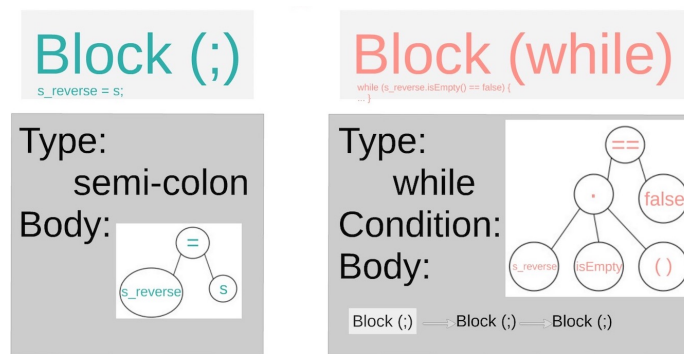 Block (;)
s_reverse = s;
Type:
semi-colon
Body:
=
s_reverse
s
Block (while)
while (s_reverse.isEmpty() == false) {
... }
Type:
while
Condition:
Body:
==
.
false
s_reverse
isEmpty
( )
Block (;)
Block (;)
Block (;)